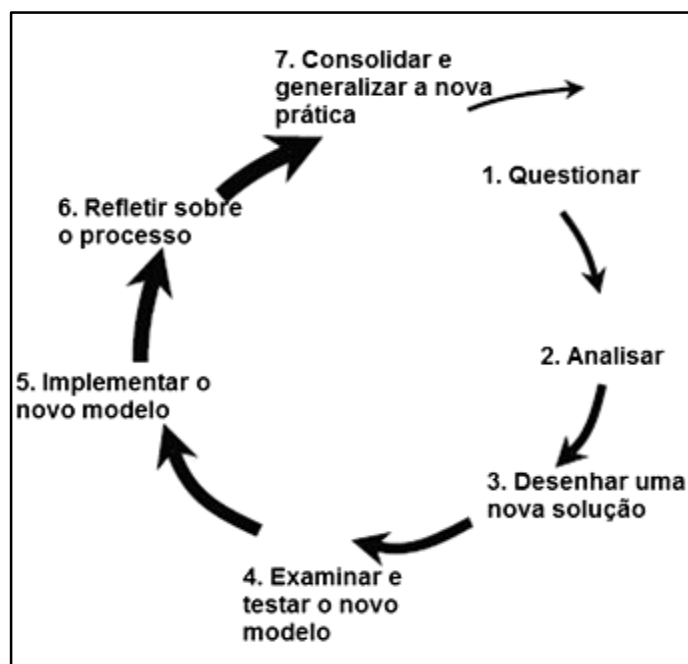 7. Consolidar e
generalizar a nova
prática
1. Questionar
2. Analisar
3. Desenhar uma
nova solução
4. Examinar e
testar o novo
modelo
5. Implementar o
novo modelo
6. Refletir sobre
o processo